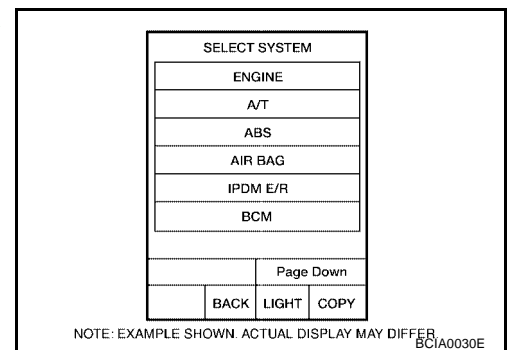 SELECT SYSTEM
ENGINE
A/T
ABS
AIR BAG
IPDM E/R
BCM
Page Down
BACK LIGHT COPY
NOTE: EXAMPLE SHOWN. ACTUAL DISPLAY MAY DIFFER.
BCIA0030E